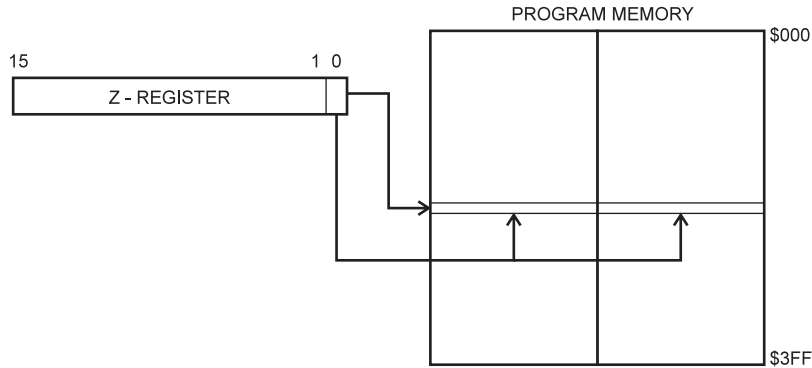 PROGRAM MEMORY
$000
15 1 0
Z - REGISTER
$3FF